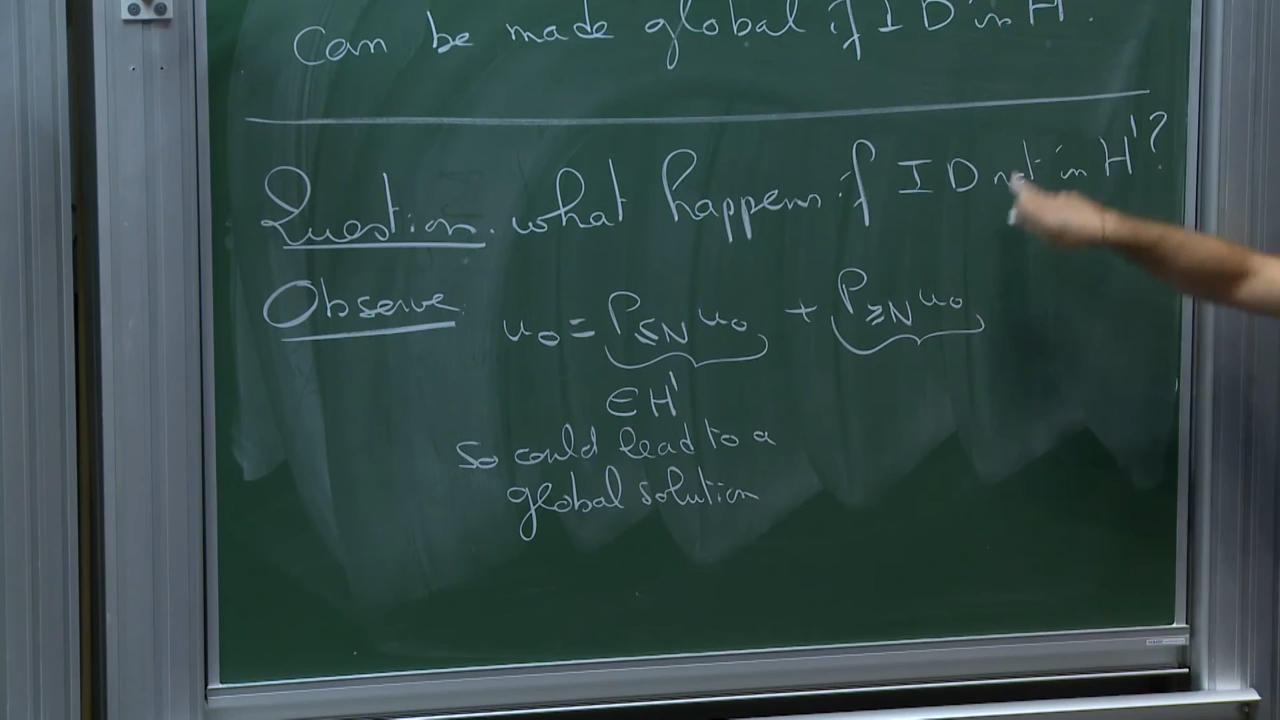 Can be made global if ID in H.
Question. what happens if ID not in H¹?
Observe u₀ = P≤N u₀ + P≥N u₀
∈ H¹
so could lead to a
global solution